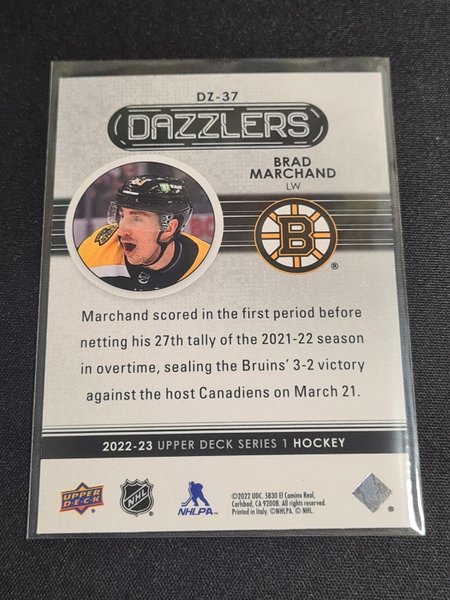 DZ-37
DAZZLERS
BRAD
MARCHAND
LW
B
®
Marchand scored in the first period before
netting his 27th tally of the 2021-22 season
in overtime, sealing the Bruins' 3-2 victory
against the host Canadiens on March 21.
2022-23 UPPER DECK SERIES 1 HOCKEY
UPPER
DECK
NHL
NHLPA
©2022 UDC. 5830 El Camino Real,
Carlsbad, CA 92008. All rights reserved.
Printed in Italy. ©NHLPA. © NHL.
®